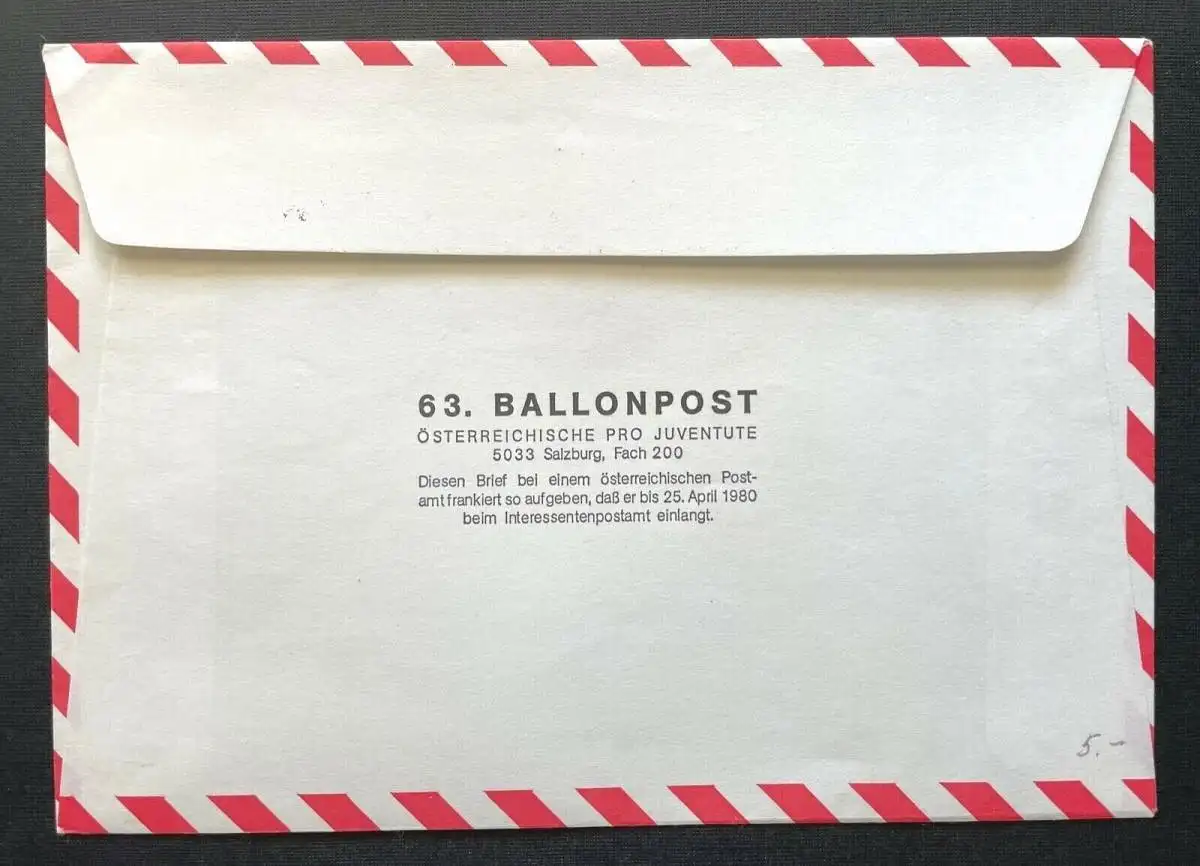 63. BALLONPOST
ÖSTERREICHISCHE PRO JUVENTUTE
5033 Salzburg, Fach 200
Diesen Brief bei einem österreichischen Post-
amt frankiert so aufgeben, daß er bis 25. April 1980
beim Interessentenpostamt einlangt.
5.-